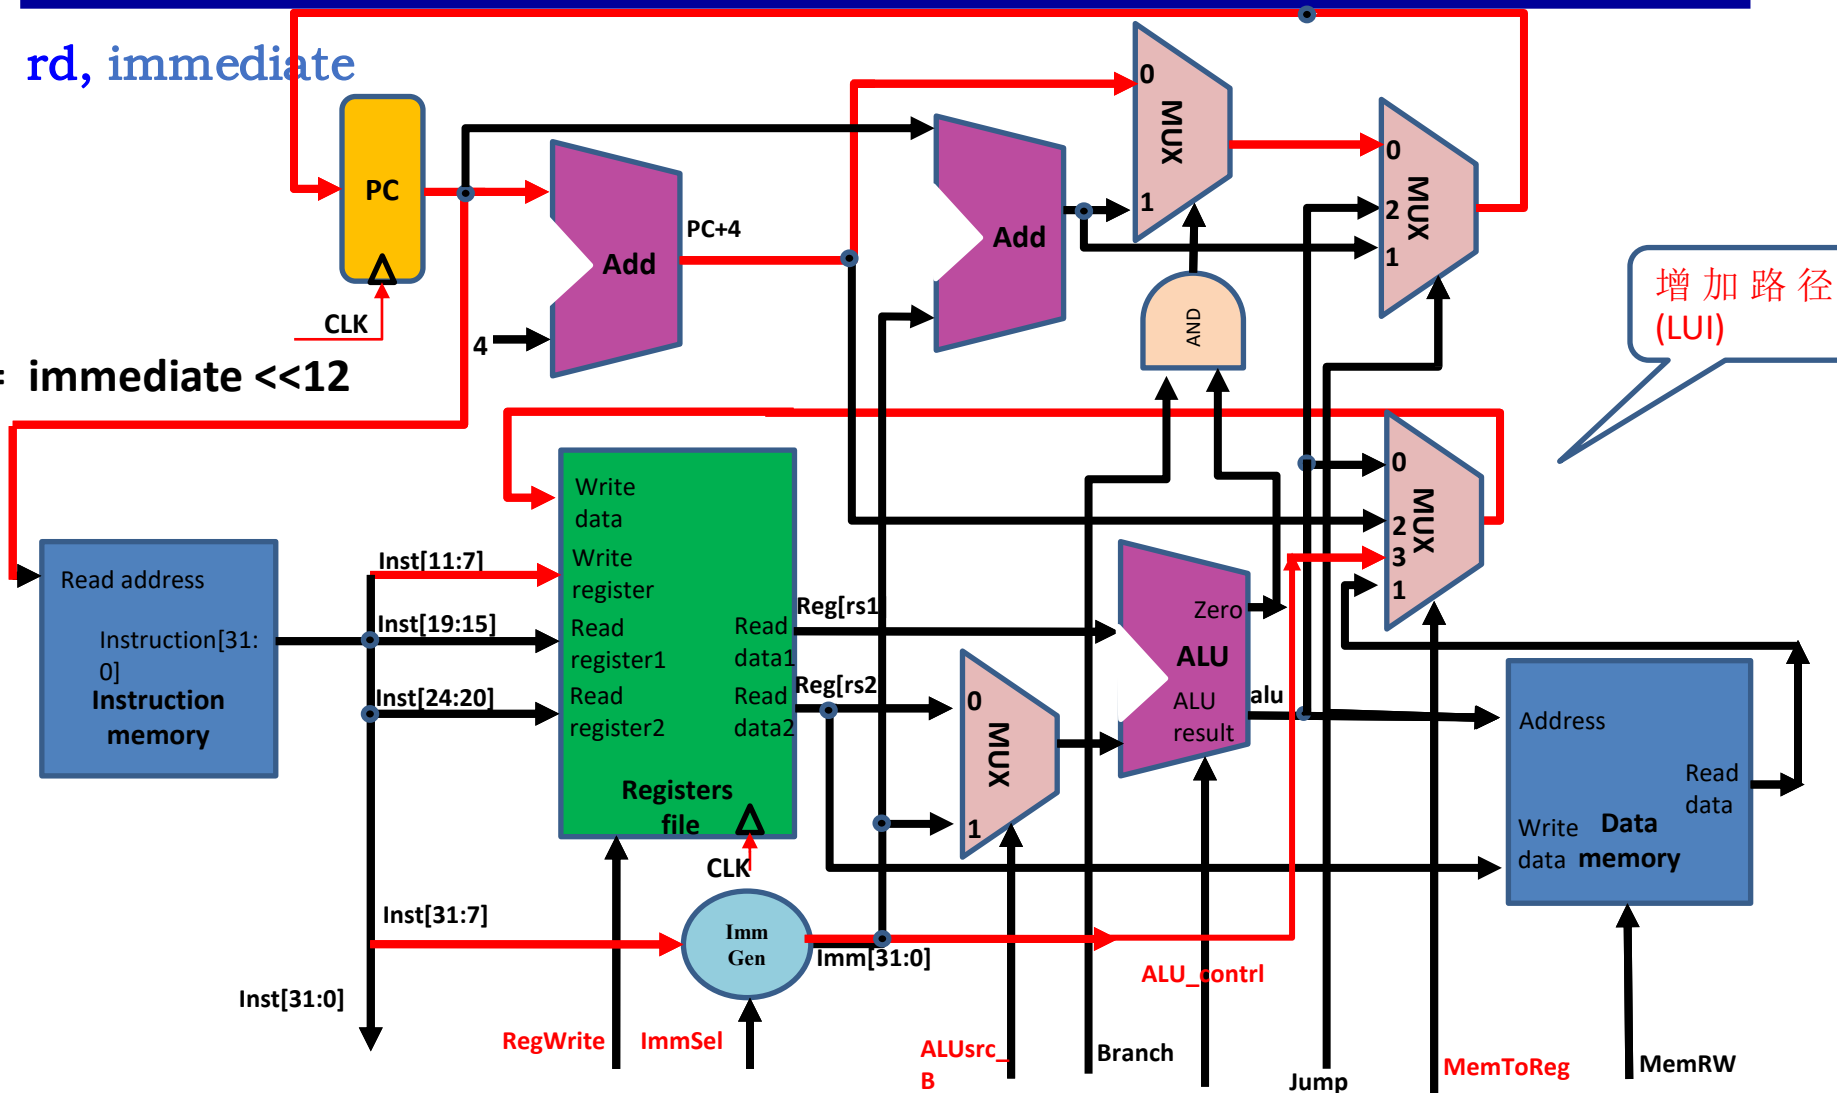 rd, immediate
PC
CLK
4
Add
PC+4
Add
0
MUX
1
AND
0
MUX
2
1
增加路径
(LUI)
= immediate <<12
Read address
Instruction[31:
0]
Instruction
memory
Inst[11:7]
Inst[19:15]
Inst[24:20]
Inst[31:7]
Inst[31:0]
Write
data
Write
register
Read
register1
Read
register2
Read
data1
Read
data2
Registers
file
CLK
Reg[rs1
Reg[rs2
0
MUX
1
Zero
ALU
ALU
result
alu
0
MUX
2
3
1
Address
Read
data
Write
data
Data
memory
Imm
Gen
Imm[31:0]
RegWrite
ImmSel
ALUsrc_
B
Branch
ALU_contrl
Jump
MemToReg
MemRW